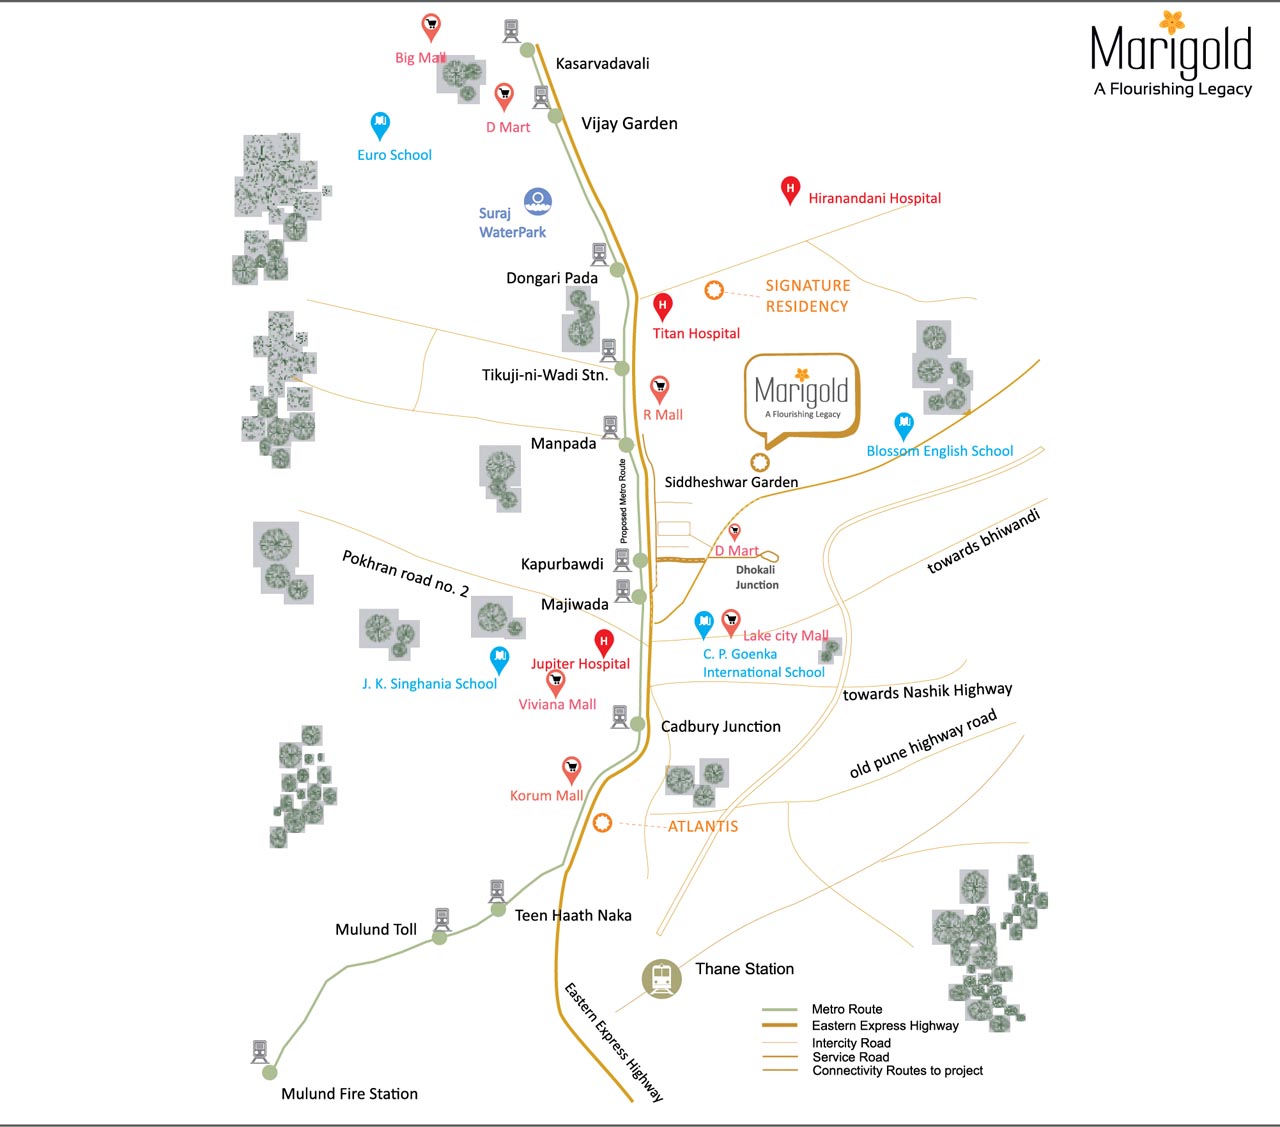 Marigold
A Flourishing Legacy
Big Mall
Kasarvadavali
D Mart
Vijay Garden
Euro School
Hiranandani Hospital
Suraj
WaterPark
Dongari Pada
SIGNATURE
RESIDENCY
Titan Hospital
Tikuji-ni-Wadi Stn.
Marigold
A Flourishing Legacy
R Mall
Manpada
Blossom English School
Siddheshwar Garden
Proposed Metro Route
D Mart
Dhokali
Junction
Kapurbawdi
towards bhiwandi
Pokhran road no. 2
Majiwada
Lake city Mall
C. P. Goenka
International School
Jupiter Hospital
J. K. Singhania School
Viviana Mall
towards Nashik Highway
Cadbury Junction
old pune highway road
Korum Mall
ATLANTIS
Teen Haath Naka
Mulund Toll
Thane Station
Eastern Express Highway
Metro Route
Eastern Express Highway
Intercity Road
Service Road
Connectivity Routes to project
Mulund Fire Station
H
H
H